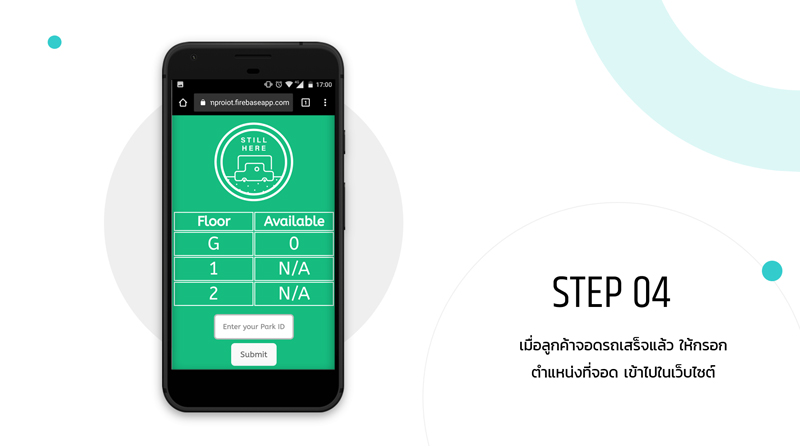 17:00
nproiot.firebaseapp.com
1
STILL
HERE
Floor Available
G 0
1 N/A
2 N/A
Enter your Park ID
Submit
STEP 04
เมื่อลูกค้าจอดรถเสร็จแล้ว ให้กรอก
ตำแหน่งที่จอด เข้าไปในเว็บไซต์